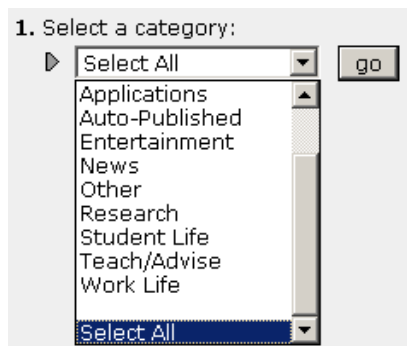 1. Select a category:
Select All go
Applications
Auto-Published
Entertainment
News
Other
Research
Student Life
Teach/Advise
Work Life
Select All